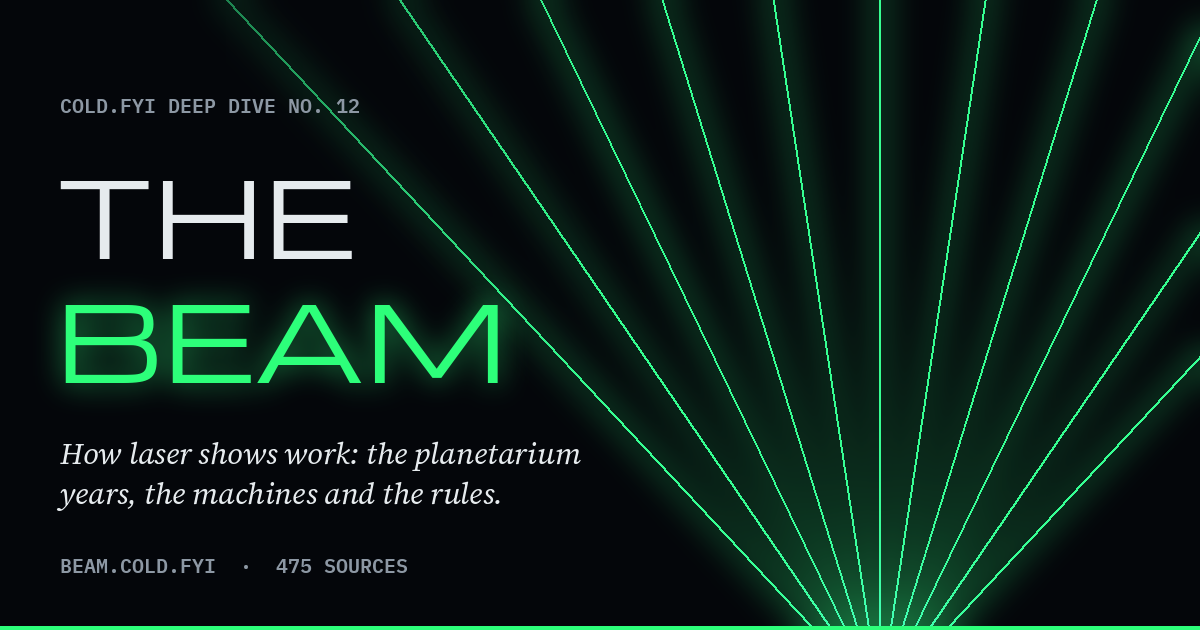 COLD.FYI DEEP DIVE NO. 12
THE
BEAM
How laser shows work: the planetarium
years, the machines and the rules.
BEAM.COLD.FYI · 475 SOURCES